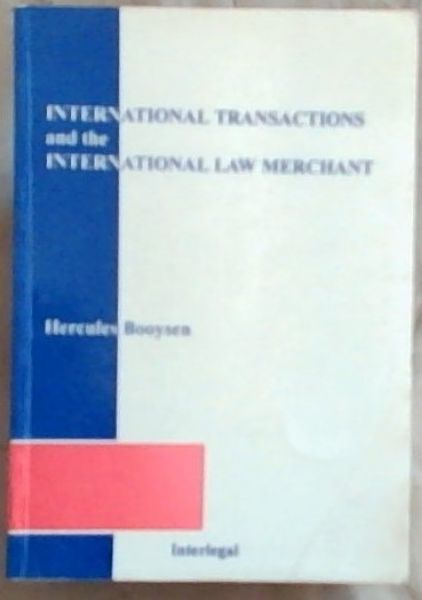 INTERNATIONAL TRANSACTIONS
and the
INTERNATIONAL LAW MERCHANT
Hercules Booysen
Interlegal